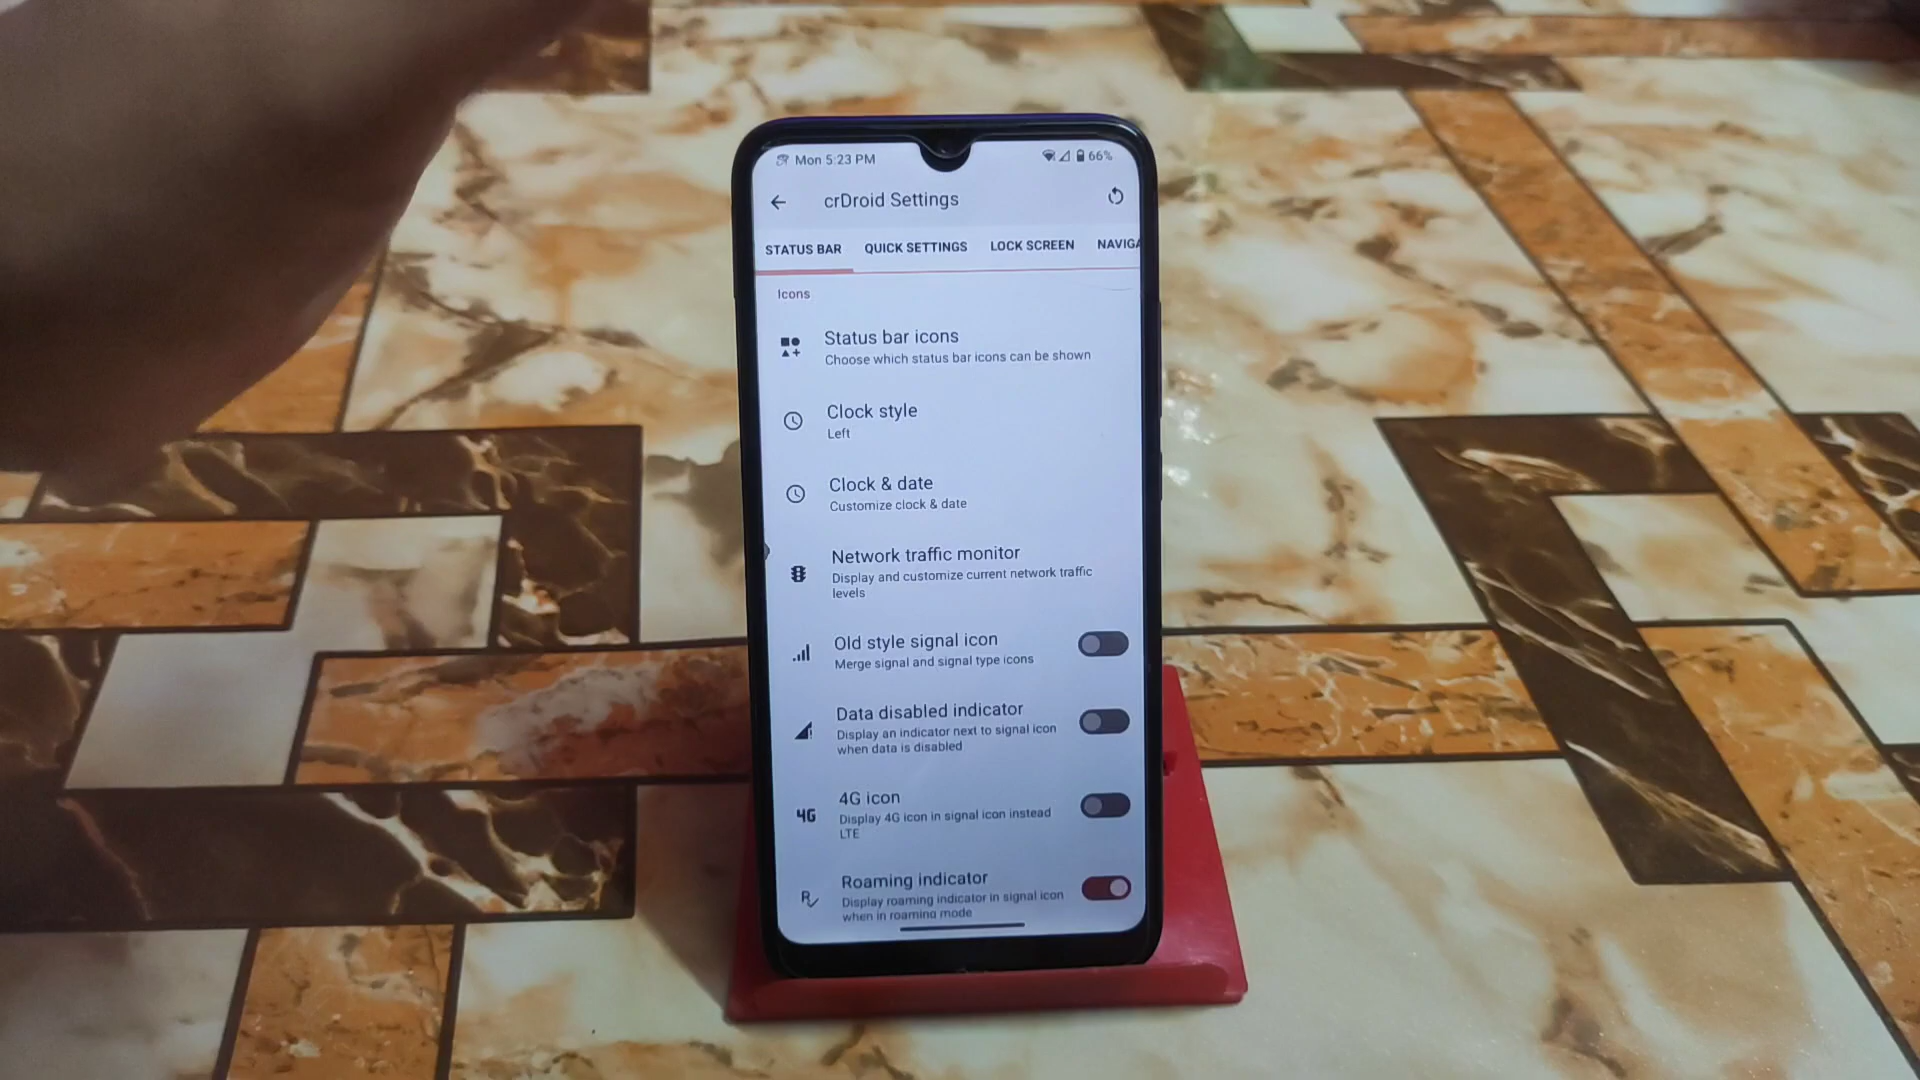 Mon 5:23 PM
66%
crDroid Settings
STATUS BAR QUICK SETTINGS LOCK SCREEN NAVIGA
Icons
Status bar icons
Choose which status bar icons can be shown
Clock style
Left
Clock & date
Customize clock & date
Network traffic monitor
Display and customize current network traffic
levels
Old style signal icon
Merge signal and signal type icons
Data disabled indicator
Display an indicator next to signal icon
when data is disabled
4G
4G icon
Display 4G icon in signal icon instead
LTE
R
Roaming indicator
Display roaming indicator in signal icon
when in roaming mode